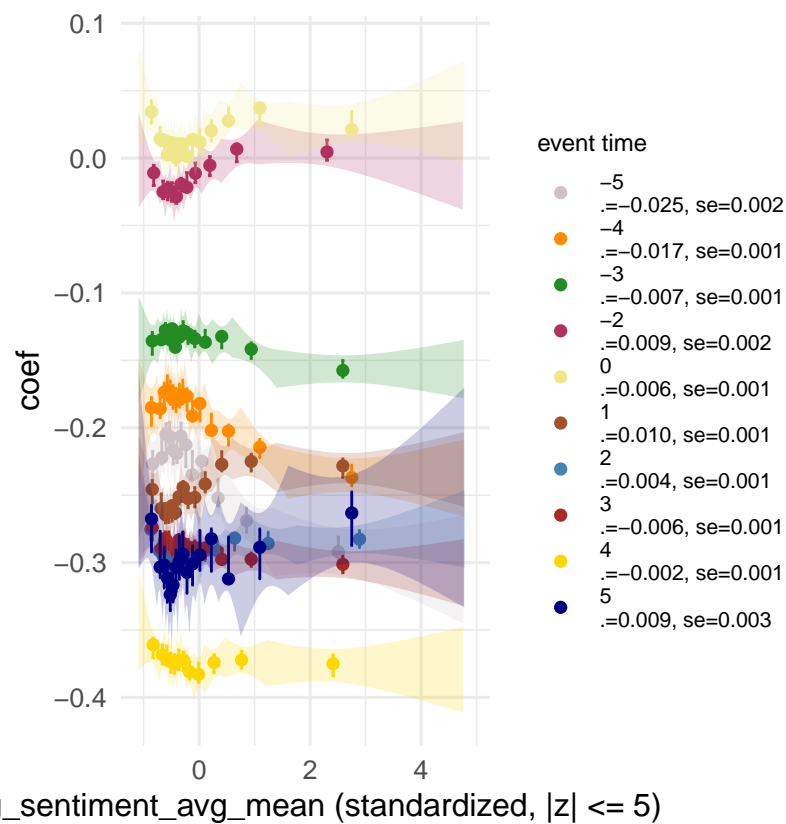 0.1
0.0
−0.1
−0.2
−0.3
−0.4
coef
0
2
4
_sentiment_avg_mean (standardized, |z| <= 5)
event time
−5
.=−0.025, se=0.002
−4
.=−0.017, se=0.001
−3
.=−0.007, se=0.001
−2
.=0.009, se=0.002
0
.=0.006, se=0.001
1
.=0.010, se=0.001
2
.=0.004, se=0.001
3
.=−0.006, se=0.001
4
.=−0.002, se=0.001
5
.=0.009, se=0.003